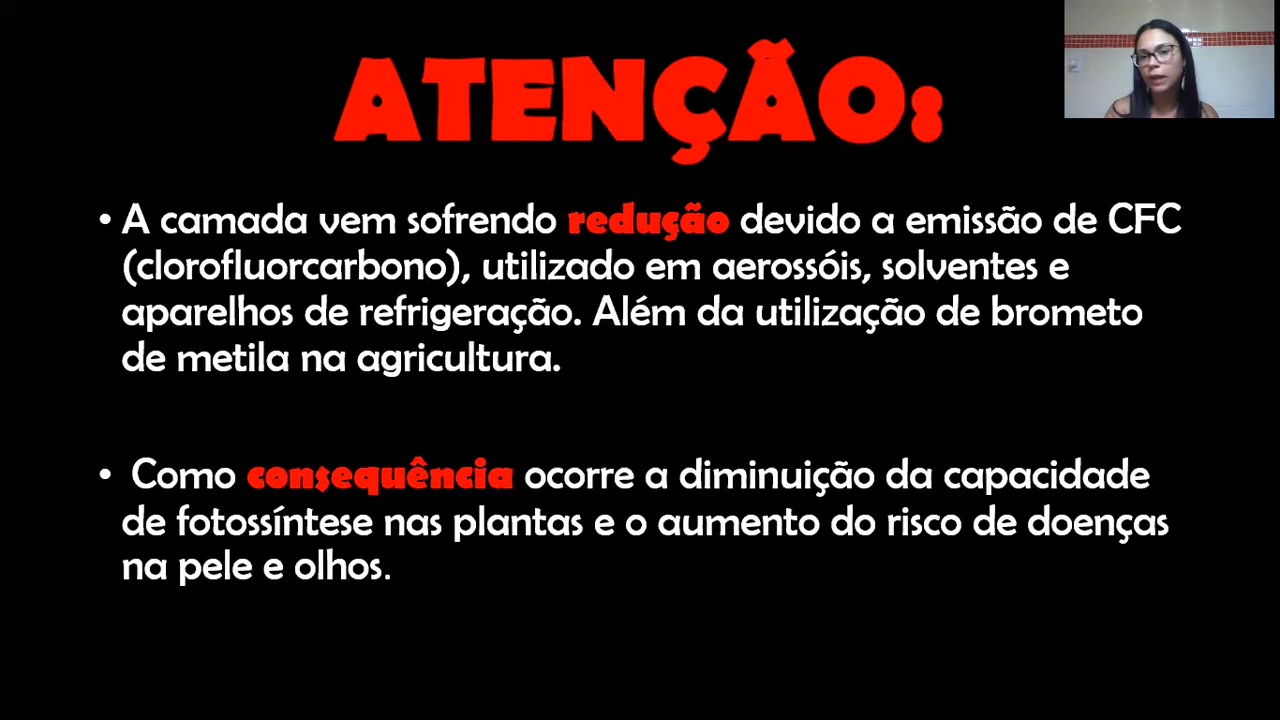 ATENÇÃO:
• A camada vem sofrendo redução devido a emissão de CFC
(clorofluorcarbono), utilizado em aerossóis, solventes e
aparelhos de refrigeração. Além da utilização de brometo
de metila na agricultura.
• Como consequência ocorre a diminuição da capacidade
de fotossíntese nas plantas e o aumento do risco de doenças
na pele e olhos.